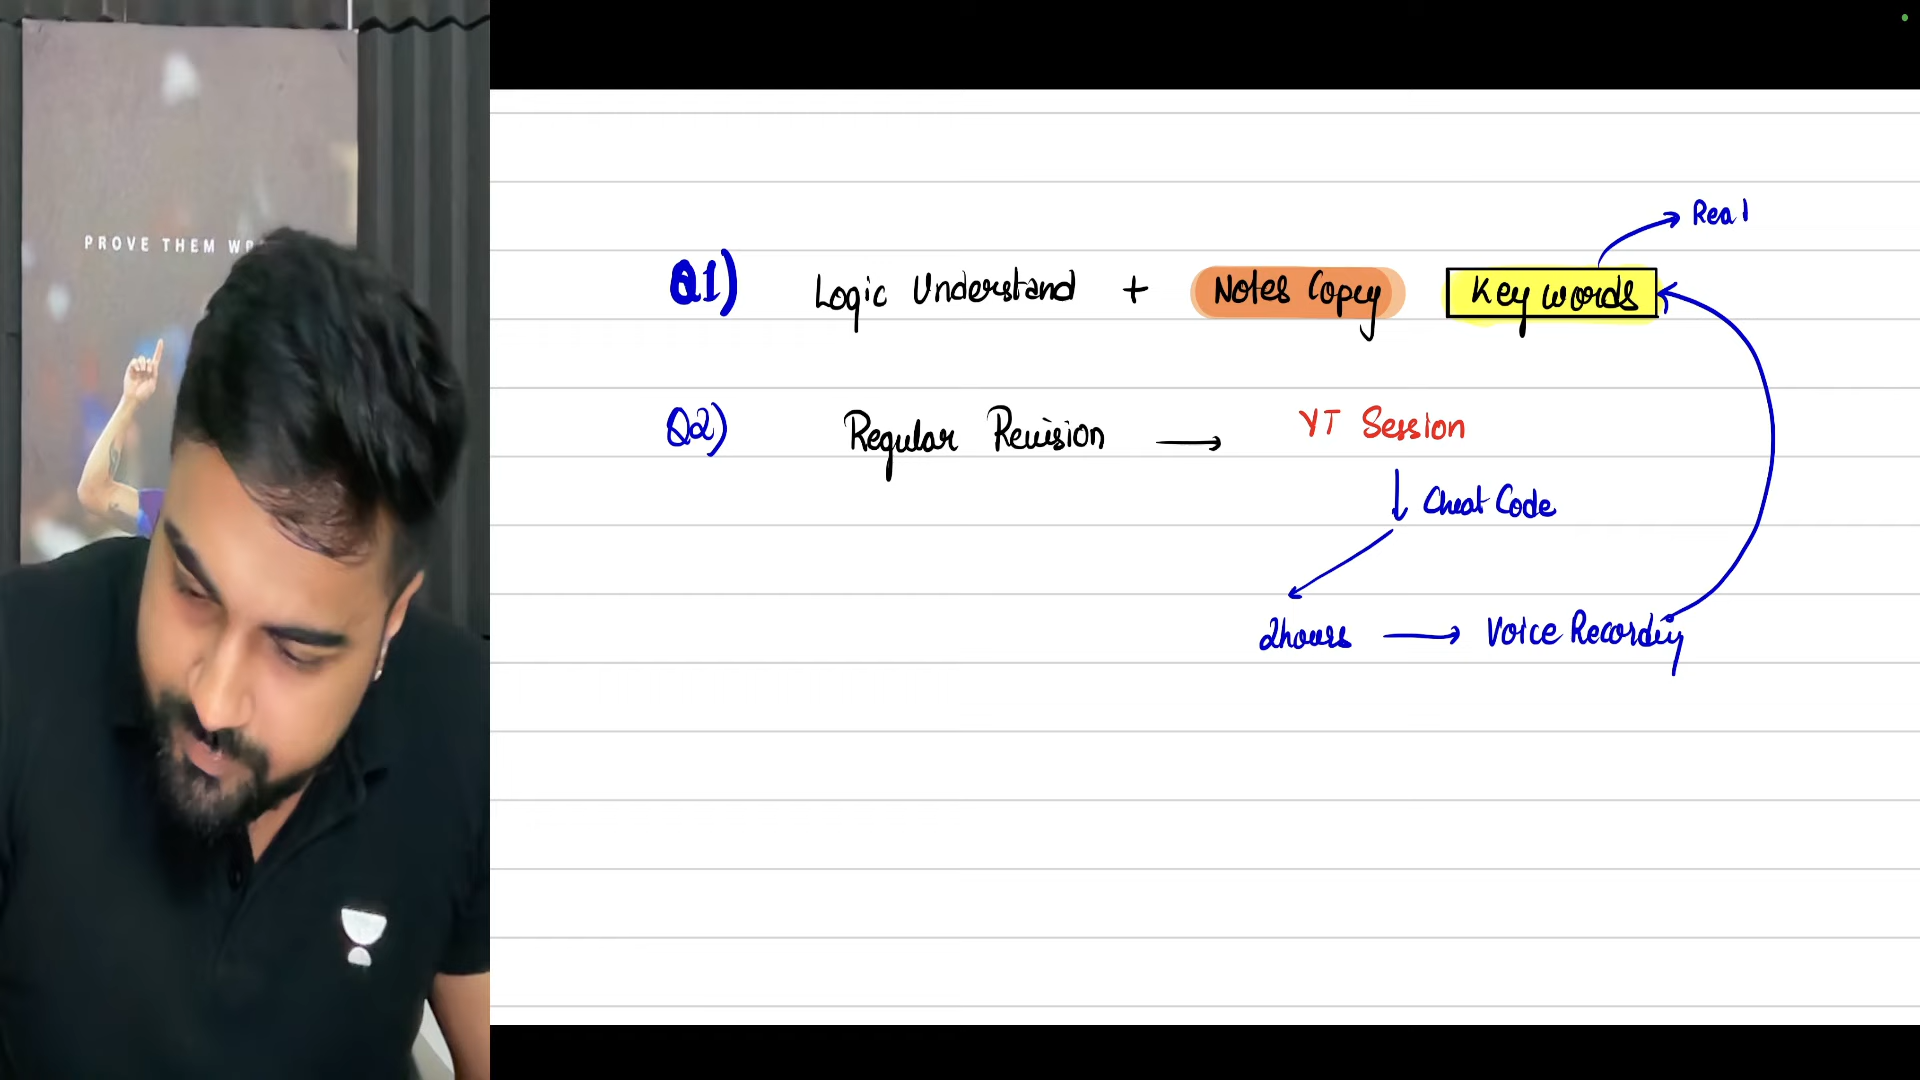 PROVE THEM
Real
Q1) Logic Understand + Notes Copy Key words
Q2) Regular Revision → YT Session
↓ Cheat Code
2hours → Voice Recording